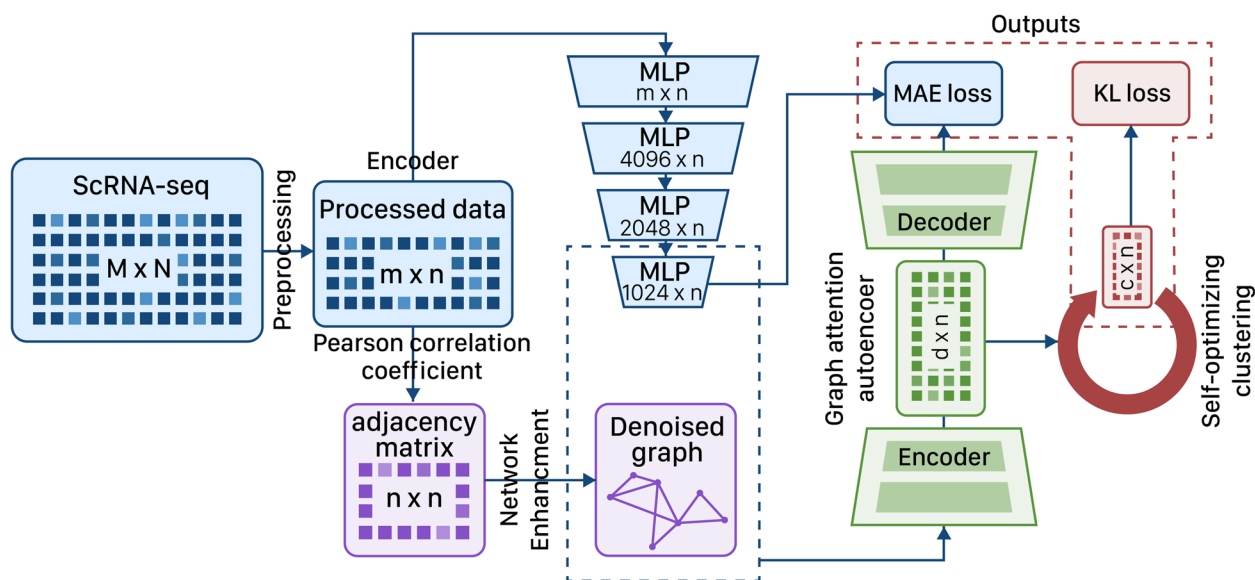 Outputs
MLP
m x n
MAE loss
KL loss
MLP
4096 x n
Encoder
ScRNA-seq
Preprocessing
Processed data
MLP
2048 x n
Decoder
M x N
m x n
MLP
1024 x n
c x n
Pearson correlation
coefficient
Graph attention
autoencoer
d x n
Self-optimizing
clustering
adjacency
matrix
n x n
Network
Enhancment
Denoised
graph
Encoder